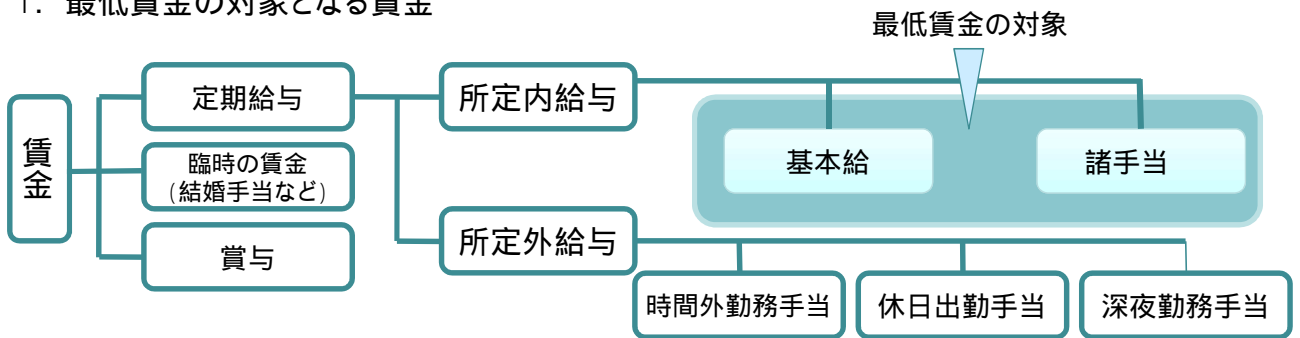 1. 最低賃金の対象となる賃金
最低賃金の対象
賃金
定期給与
臨時の賃金
(結婚手当など)
賞与
所定内給与
所定外給与
基本給
諸手当
時間外勤務手当
休日出勤手当
深夜勤務手当